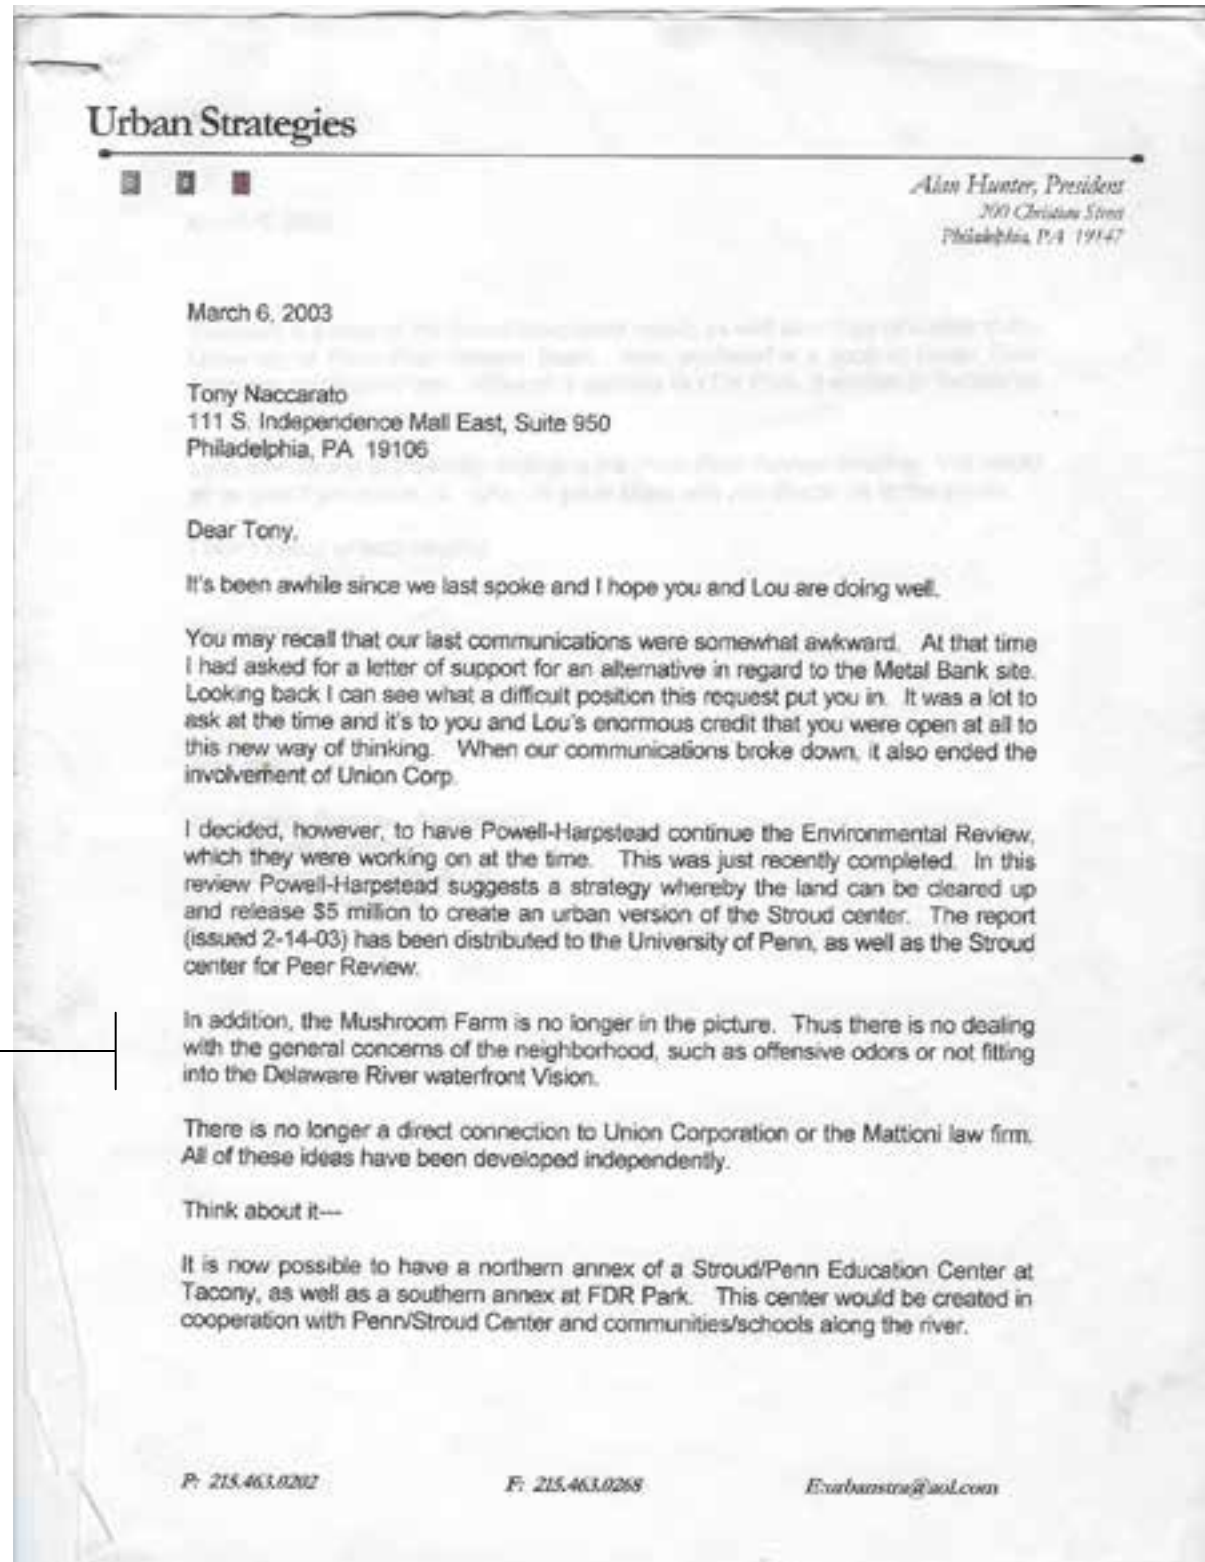 Urban Strategies
Alan Hunter, President
200 Christian Street
Philadelphia, PA 19147
March 6, 2003
Tony Naccarato
111 S. Independence Mall East, Suite 950
Philadelphia, PA 19106
Dear Tony,
It's been awhile since we last spoke and I hope you and Lou are doing well.
You may recall that our last communications were somewhat awkward. At that time
I had asked for a letter of support for an alternative in regard to the Metal Bank site.
Looking back I can see what a difficult position this request put you in. It was a lot to
ask at the time and it's to you and Lou's enormous credit that you were open at all to
this new way of thinking. When our communications broke down, it also ended the
involvement of Union Corp.
I decided, however, to have Powell-Harpstead continue the Environmental Review,
which they were working on at the time. This was just recently completed. In this
review Powell-Harpstead suggests a strategy whereby the land can be cleared up
and release $5 million to create an urban version of the Stroud center. The report
(issued 2-14-03) has been distributed to the University of Penn, as well as the Stroud
center for Peer Review.
In addition, the Mushroom Farm is no longer in the picture. Thus there is no dealing
with the general concerns of the neighborhood, such as offensive odors or not fitting
into the Delaware River waterfront Vision.
There is no longer a direct connection to Union Corporation or the Mattioni law firm.
All of these ideas have been developed independently.
Think about it---
It is now possible to have a northern annex of a Stroud/Penn Education Center at
Tacony, as well as a southern annex at FDR Park. This center would be created in
cooperation with Penn/Stroud Center and communities/schools along the river.
P: 215.463.0202
F: 215.463.0268
E:urbanstra@aol.com